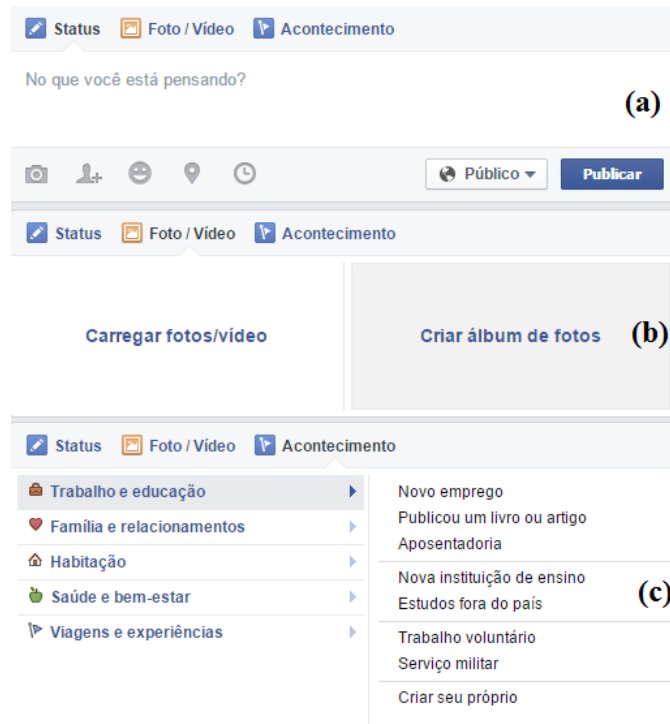 Status Foto / Vídeo Acontecimento
No que você está pensando?
(a)
Público Publicar
Status Foto / Vídeo Acontecimento
Carregar fotos/vídeo Criar álbum de fotos (b)
Status Foto / Vídeo Acontecimento
Trabalho e educação
Família e relacionamentos
Habitação
Saúde e bem-estar
Viagens e experiências
Novo emprego
Publicou um livro ou artigo
Aposentadoria
Nova instituição de ensino
Estudos fora do país
(c)
Trabalho voluntário
Serviço militar
Criar seu próprio